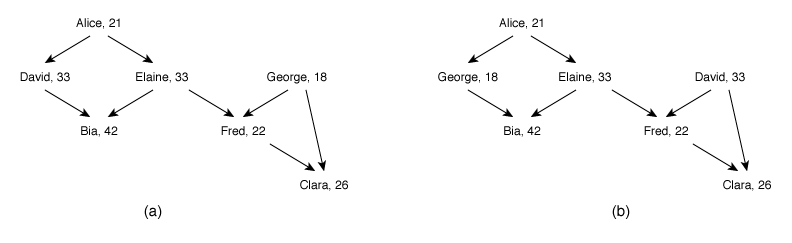 Alice, 21
David, 33
Elaine, 33
George, 18
Bia, 42
Fred, 22
Clara, 26
(a)
Alice, 21
George, 18
Elaine, 33
David, 33
Bia, 42
Fred, 22
Clara, 26
(b)